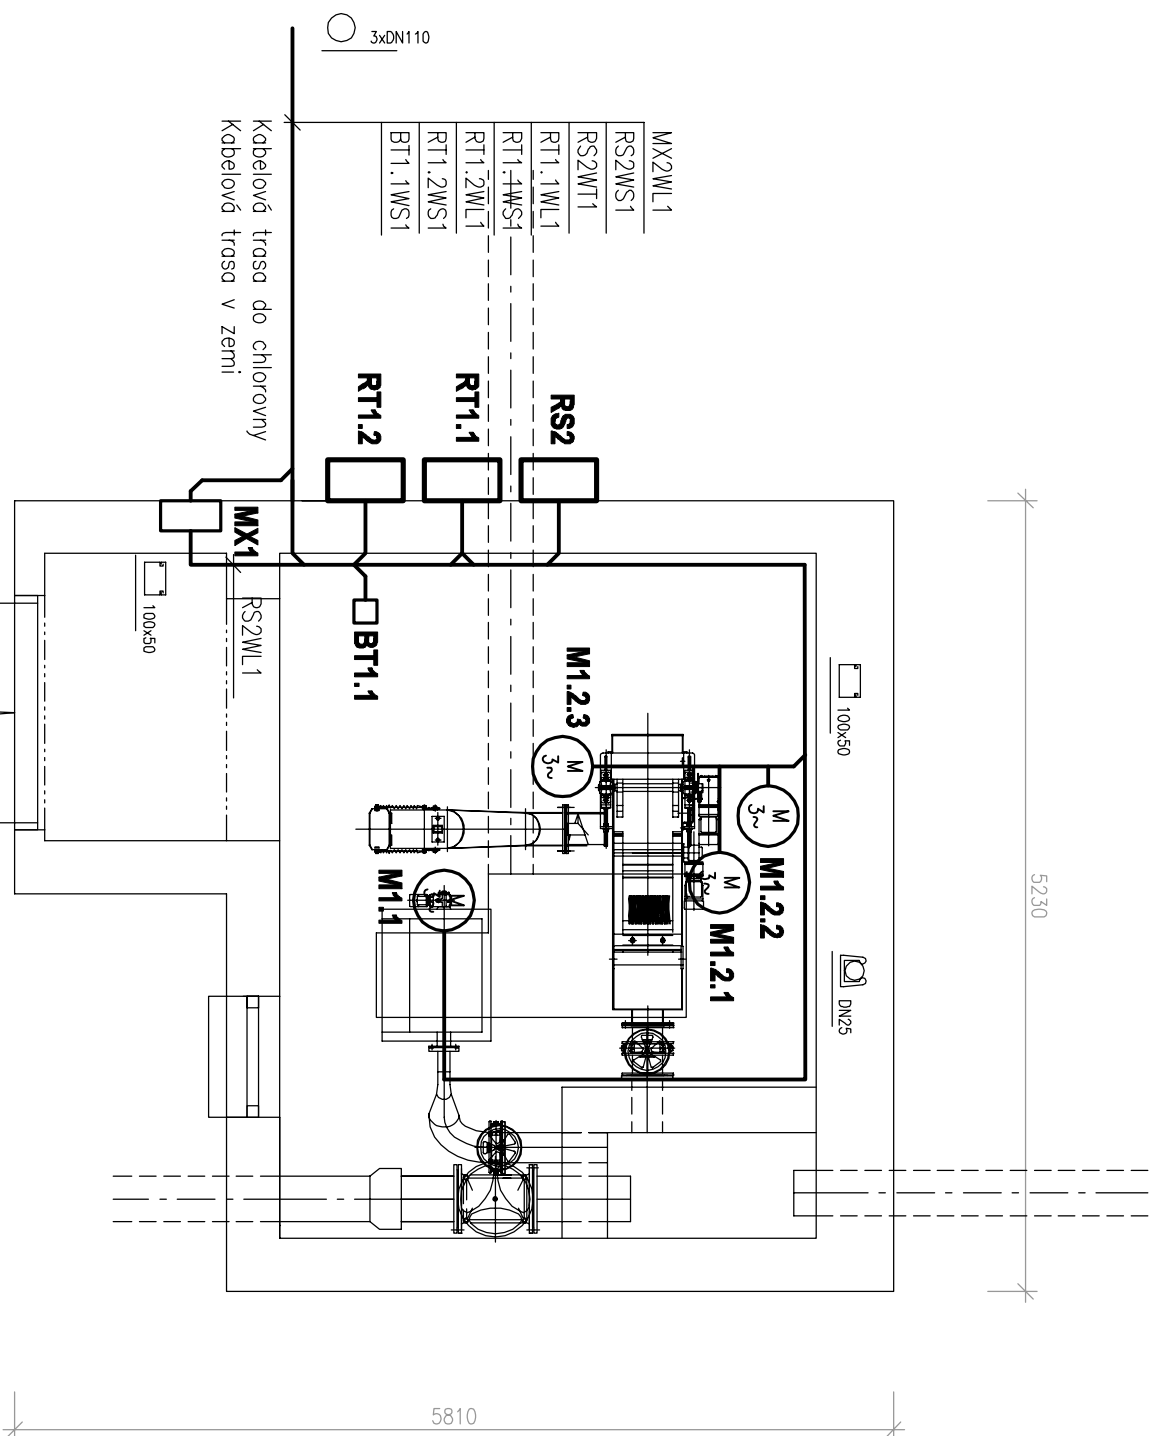 3xDN110
MX2WL1
RS2WS1
RS2WT1
RT1.1WL1
RT1.1WS1
RT1.2WL1
RT1.2WS1
BT1.1WS1
Kabelová trasa do chlorovny
Kabelová trasa v zemi
RS2
RT1.1
RT1.2
MX1
RS2WL1
100x50
BT1.1
100x50
M1.2.3
M
3~
M
3~
M1.2.2
M
3~
M1.2.1
M1.1
M
DN25
5230
5810